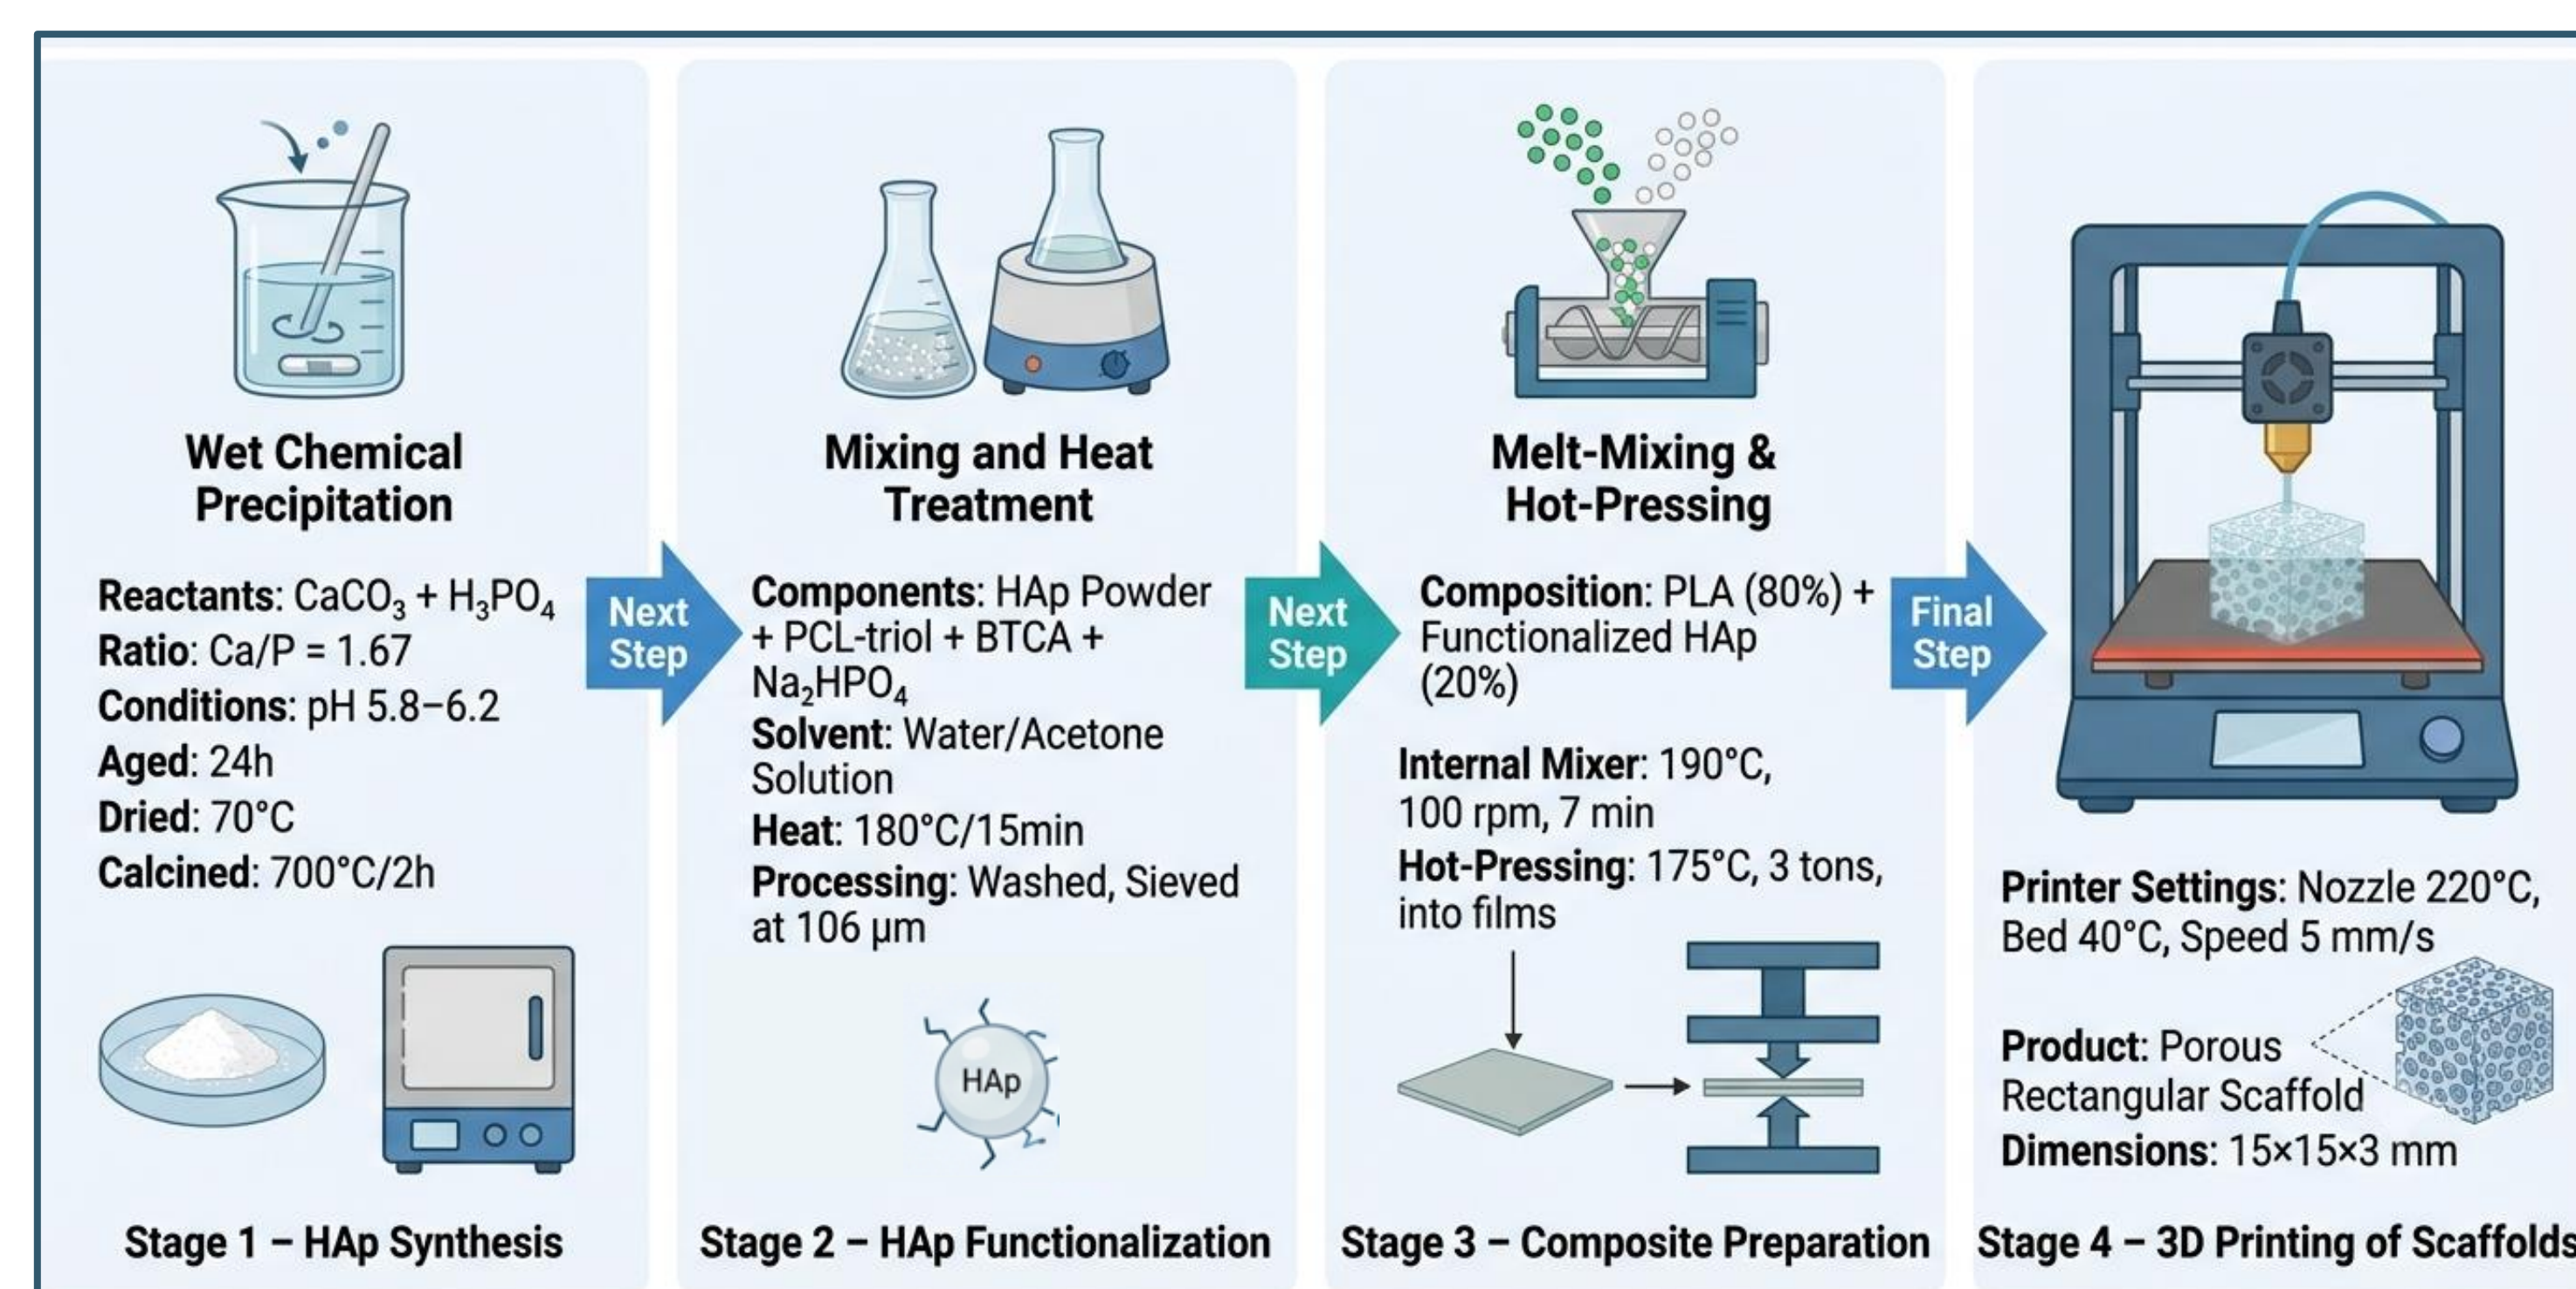 Wet Chemical
Precipitation
Reactants: CaCO₃ + H₃PO₄
Ratio: Ca/P = 1.67
Conditions: pH 5.8–6.2
Aged: 24h
Dried: 70°C
Calcined: 700°C/2h
Stage 1 – HAp Synthesis
Next
Step
Mixing and Heat
Treatment
Components: HAp Powder
+ PCL-triol + BTCA +
Na₂HPO₄
Solvent: Water/Acetone
Solution
Heat: 180°C/15min
Processing: Washed, Sieved
at 106 µm
HAp
Stage 2 – HAp Functionalization
Next
Step
Melt-Mixing &
Hot-Pressing
Composition: PLA (80%) +
Functionalized HAp
(20%)
Internal Mixer: 190°C,
100 rpm, 7 min
Hot-Pressing: 175°C, 3 tons,
into films
Stage 3 – Composite Preparation
Final
Step
Printer Settings: Nozzle 220°C,
Bed 40°C, Speed 5 mm/s
Product: Porous
Rectangular Scaffold
Dimensions: 15×15×3 mm
Stage 4 – 3D Printing of Scaffolds